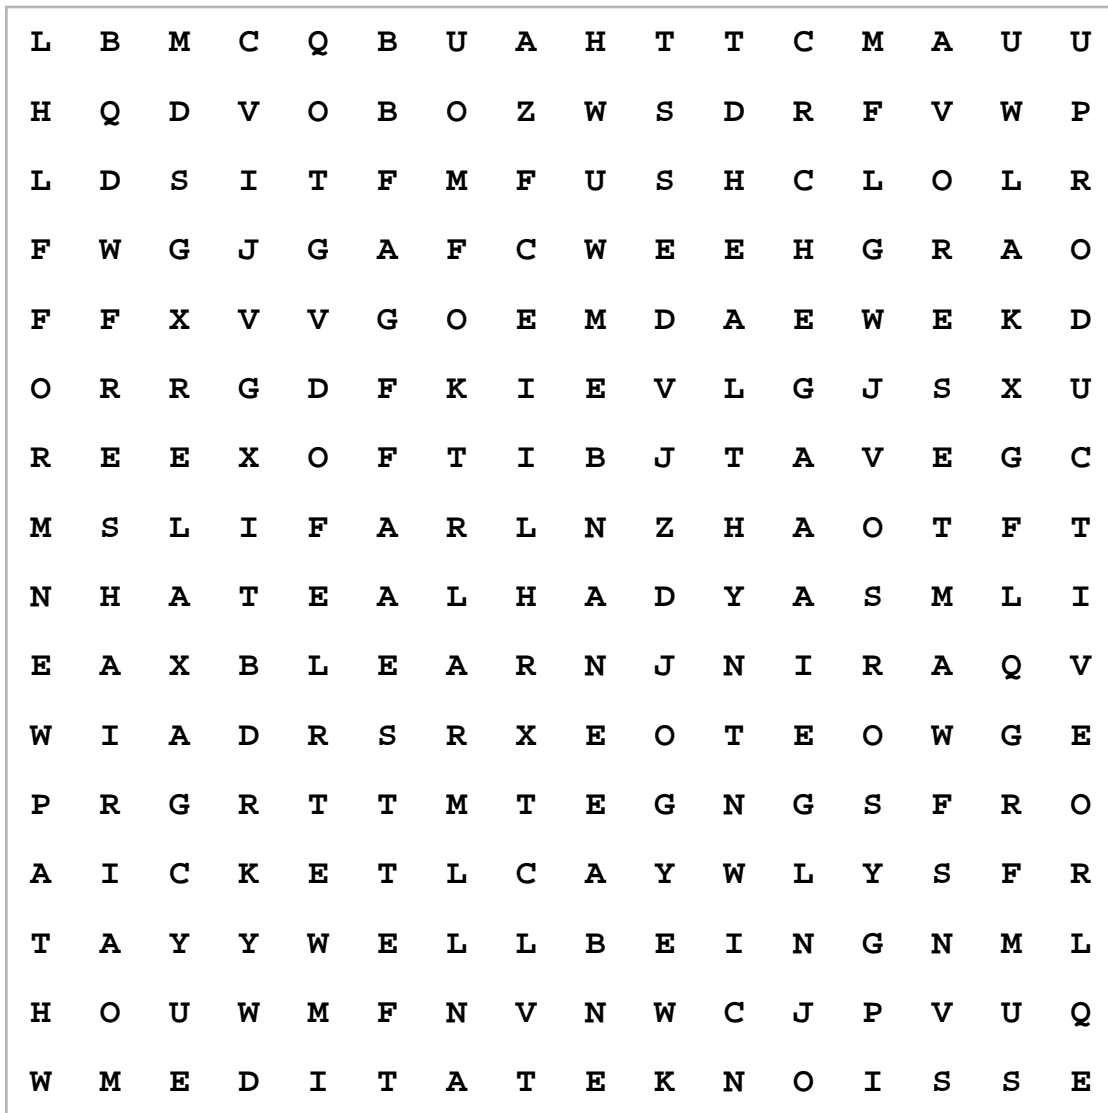 L B M C Q B U A H T T C M A U U
H Q D V O B O Z W S D R F V W P
L D S I T F M F U S H C L O L R
F W G J G A F C W E E H G R A O
F F X V V G O E M D A E W E K D
O R R G D F K I E V L G J S X U
R E E X O F T I B J T A V E G C
M S L I F A R L N Z H A O T F T
N H A T E A L H A D Y A S M L I
E A X B L E A R N J N I R A Q V
W I A D R S R X E O T E O W G E
P R G R T T M T E G N G S F R O
A I C K E T L C A Y W L Y S F R
T A Y Y W E L L B E I N G N M L
H O U W M F N V N W C J P V U Q
W M E D I T A T E K N O I S S E